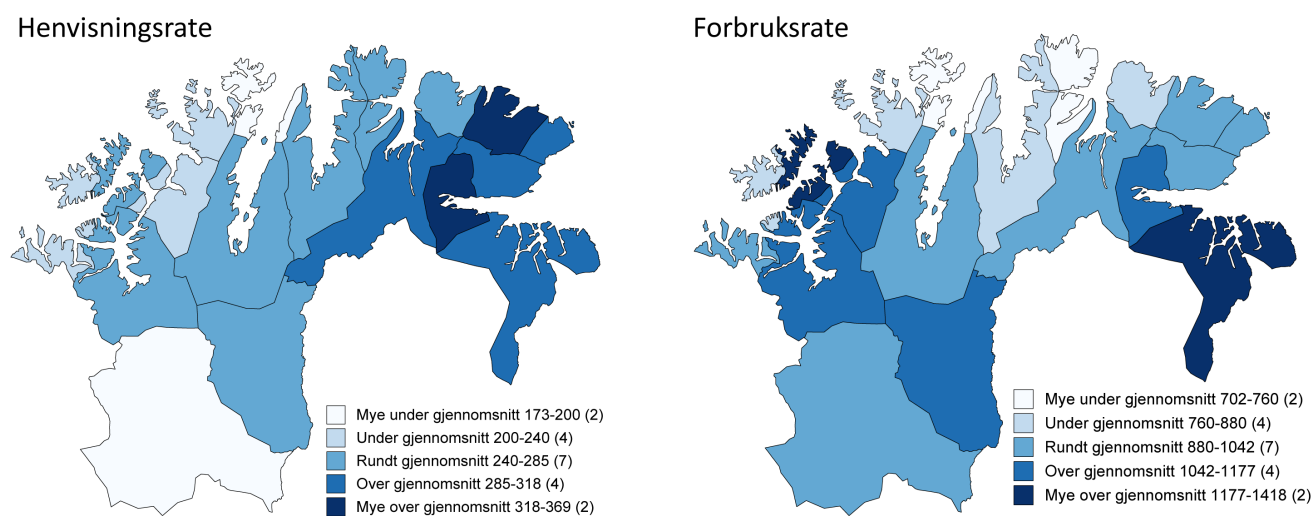 Henvisningsrate
Mye under gjennomsnitt 173-200 (2)
Under gjennomsnitt 200-240 (4)
Rundt gjennomsnitt 240-285 (7)
Over gjennomsnitt 285-318 (4)
Mye over gjennomsnitt 318-369 (2)
Forbruksrate
Mye under gjennomsnitt 702-760 (2)
Under gjennomsnitt 760-880 (4)
Rundt gjennomsnitt 880-1042 (7)
Over gjennomsnitt 1042-1177 (4)
Mye over gjennomsnitt 1177-1418 (2)